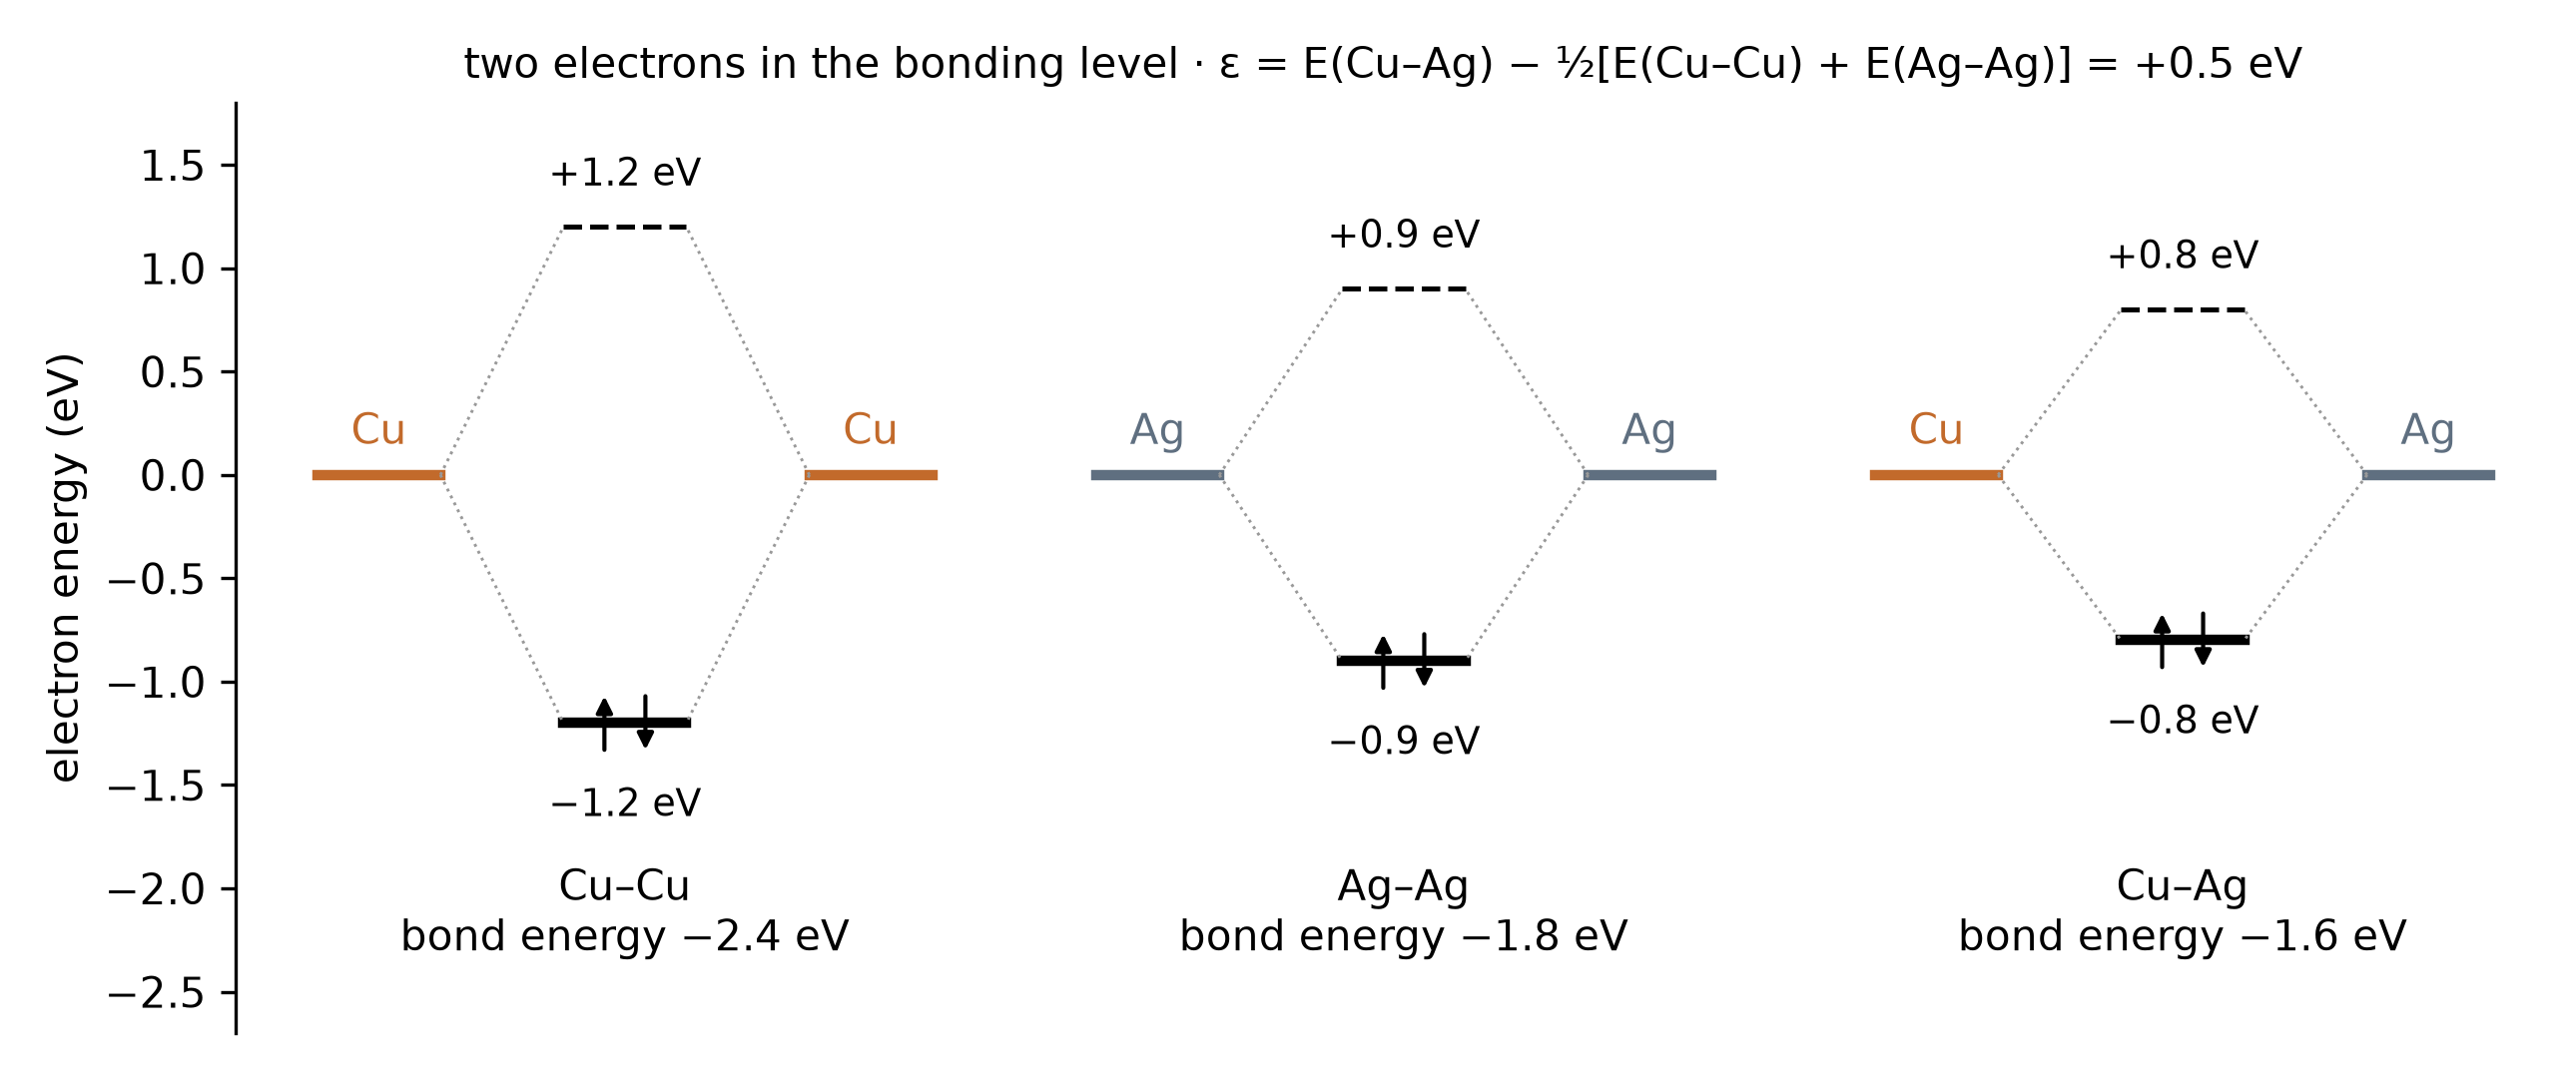 two electrons in the bonding level · ε = E(Cu–Ag) − ½[E(Cu–Cu) + E(Ag–Ag)] = +0.5 eV
electron energy (eV)
1.5
1.0
0.5
0.0
−0.5
−1.0
−1.5
−2.0
−2.5
+1.2 eV
Cu
Cu
−1.2 eV
Cu–Cu
bond energy −2.4 eV
+0.9 eV
Ag
Ag
−0.9 eV
Ag–Ag
bond energy −1.8 eV
+0.8 eV
Cu
Ag
−0.8 eV
Cu–Ag
bond energy −1.6 eV